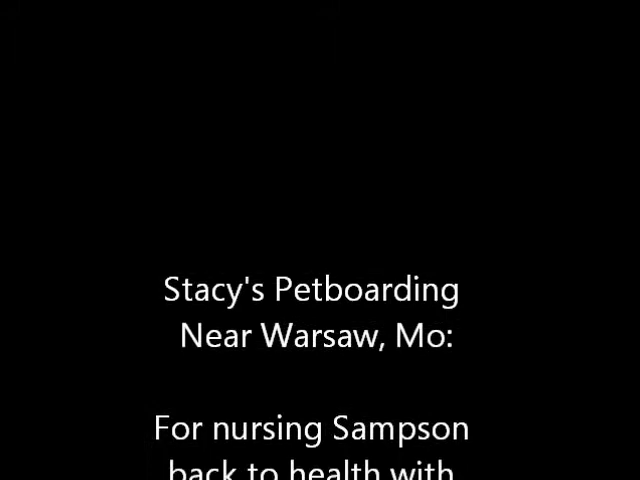 Stacy's Petboarding
Near Warsaw, Mo:
For nursing Sampson
back to health with